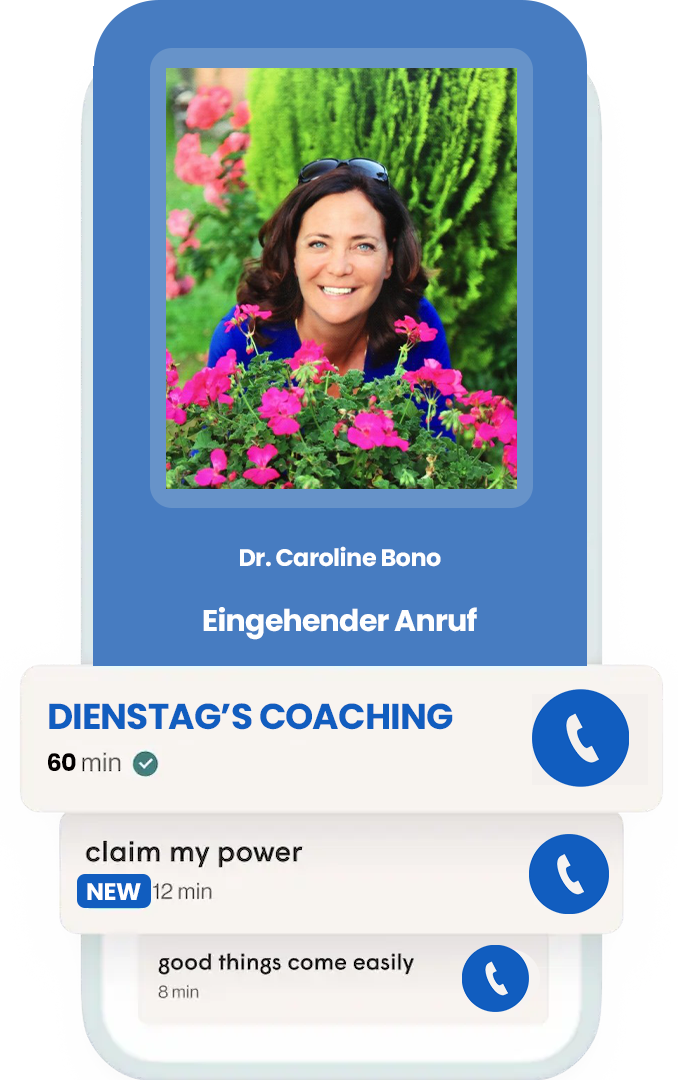 Dr. Caroline Bono
Eingehender Anruf
DIENSTAG’S COACHING
60 min
claim my power
NEW 12 min
good things come easily
8 min